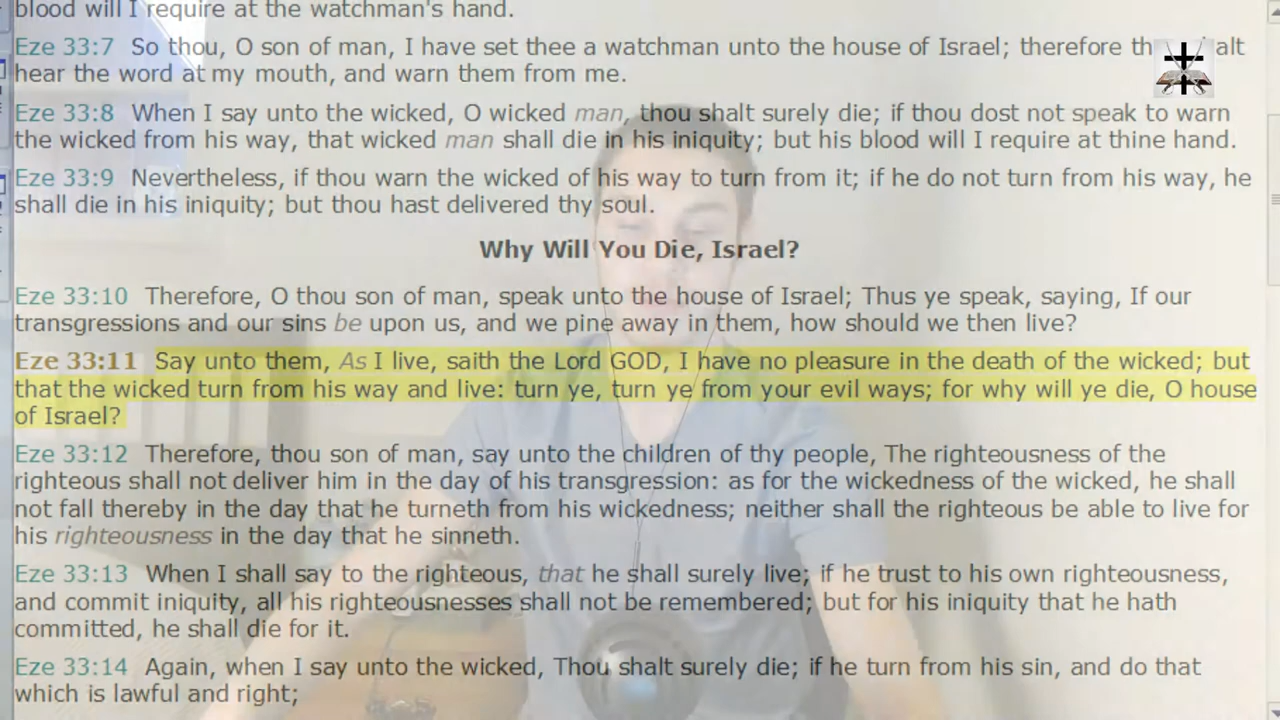 blood will I require at the watchman's hand.
Eze 33:7 So thou, O son of man, I have set thee a watchman unto the house of Israel; therefore alt
hear the word at my mouth, and warn them from me.
Eze 33:8 When I say unto the wicked, O wicked man, thou shalt surely die; if thou dost not speak to warn
the wicked from his way, that wicked man shall die in his iniquity; but his blood will I require at thine hand.
Eze 33:9 Nevertheless, if thou warn the wicked of his way to turn from it; if he do not turn from his way, he
shall die in his iniquity; but thou hast delivered thy soul.
Why Will You Die, Israel?
Eze 33:10 Therefore, O thou son of man, speak unto the house of Israel; Thus ye speak, saying, If our
transgressions and our sins be upon us, and we pine away in them, how should we then live?
Eze 33:11 Say unto them, As I live, saith the Lord GOD, I have no pleasure in the death of the wicked; but
that the wicked turn from his way and live: turn ye, turn ye from your evil ways; for why will ye die, O house
of Israel?
Eze 33:12 Therefore, thou son of man, say unto the children of thy people, The righteousness of the
righteous shall not deliver him in the day of his transgression: as for the wickedness of the wicked, he shall
not fall thereby in the day that he turneth from his wickedness; neither shall the righteous be able to live for
his righteousness in the day that he sinneth.
Eze 33:13 When I shall say to the righteous, that he shall surely live; if he trust to his own righteousness,
and commit iniquity, all his righteousnesses shall not be remembered; but for his iniquity that he hath
committed, he shall die for it.
Eze 33:14 Again, when I say unto the wicked, Thou shalt surely die; if he turn from his sin, and do that
which is lawful and right;